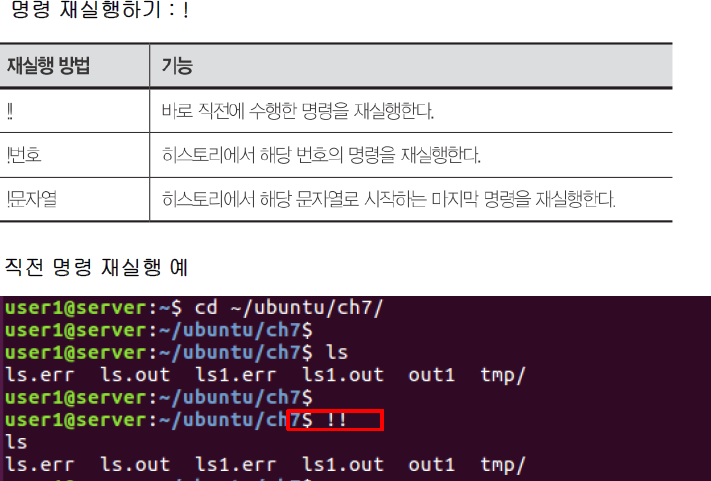 명령 재실행하기 : !
재실행 방법 기능
!! 바로 직전에 수행한 명령을 재실행한다.
!번호 히스토리에서 해당 번호의 명령을 재실행한다.
!문자열 히스토리에서 해당 문자열로 시작하는 마지막 명령을 재실행한다.
직전 명령 재실행 예
user1@server:~$ cd ~/ubuntu/ch7/
user1@server:~/ubuntu/ch7$
user1@server:~/ubuntu/ch7$ ls
ls.err ls.out ls1.err ls1.out out1 tmp/
user1@server:~/ubuntu/ch7$
user1@server:~/ubuntu/ch7$ !!
ls
ls.err ls.out ls1.err ls1.out out1 tmp/